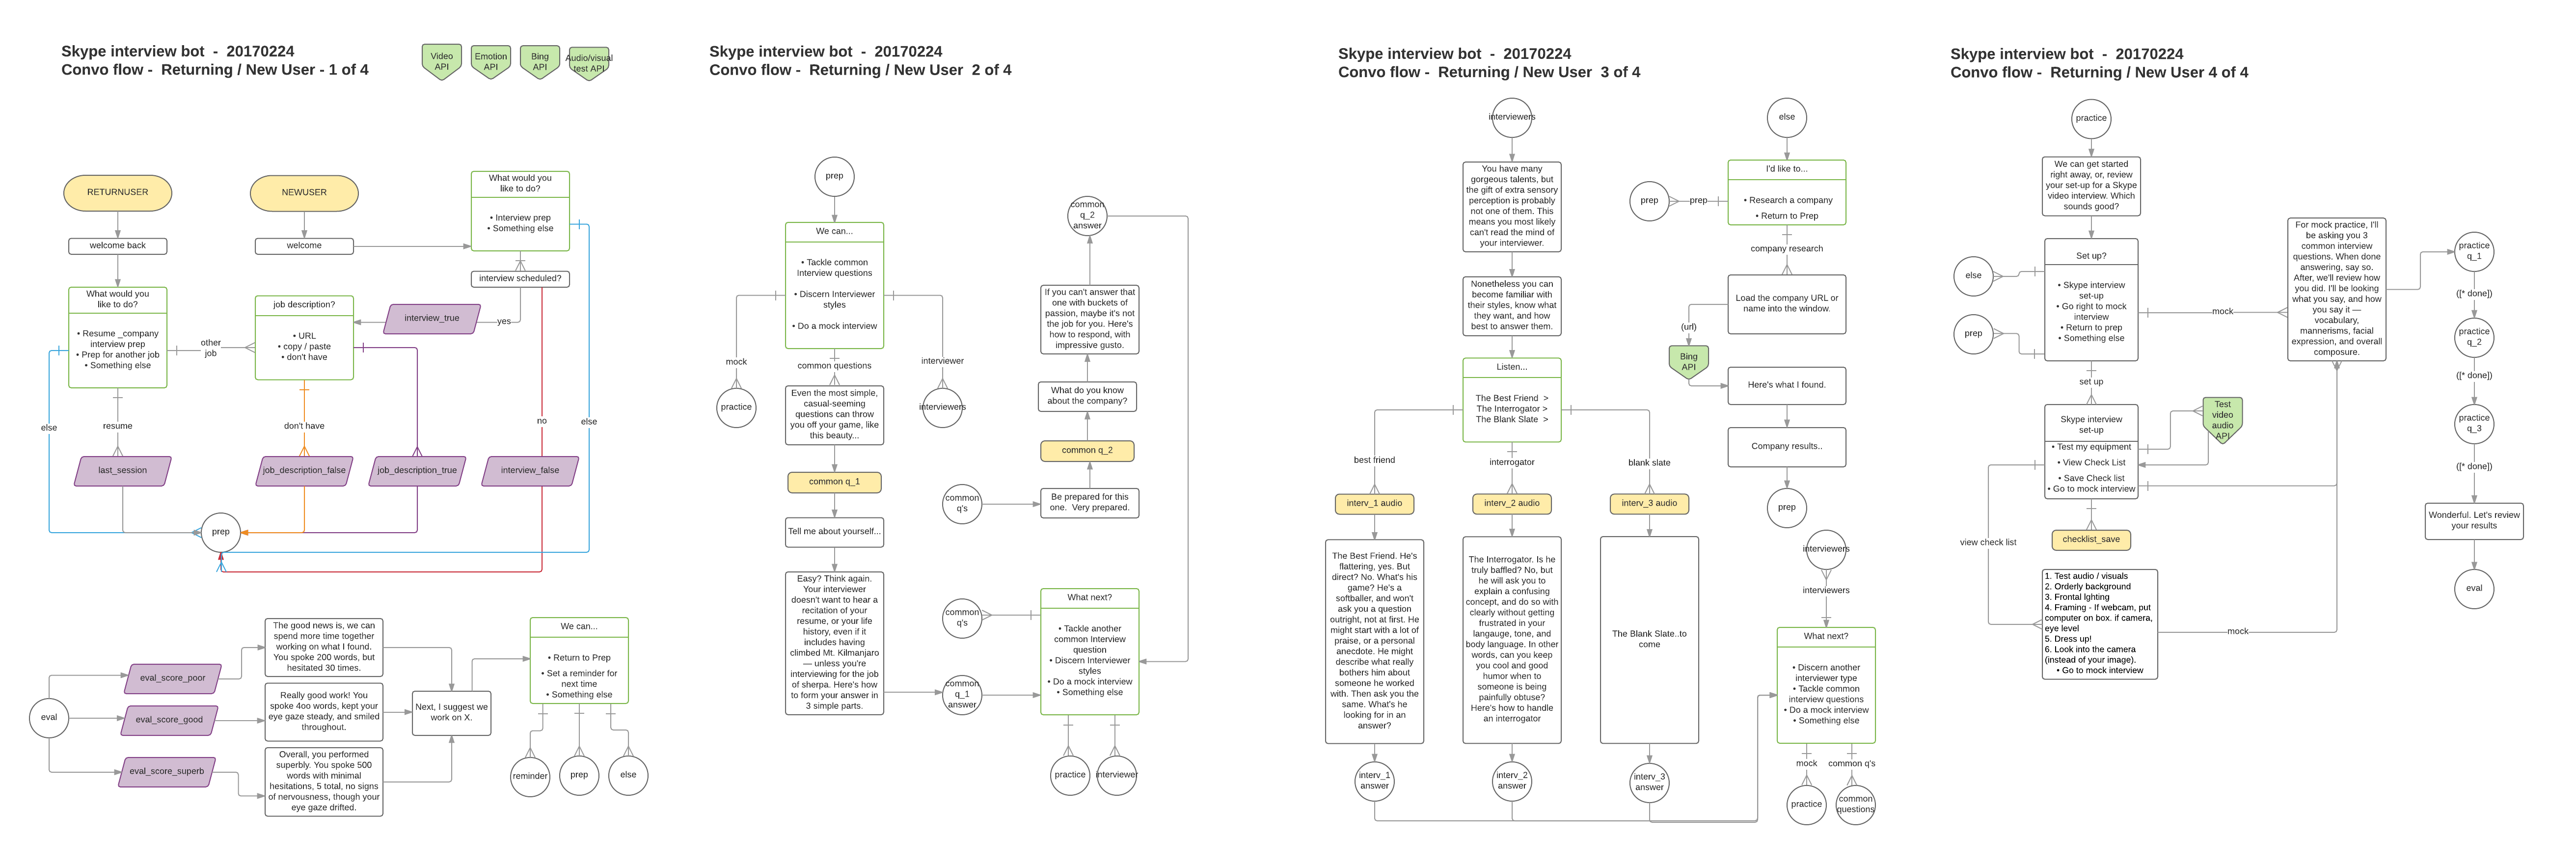 Skype interview bot - 20170224
Convo flow - Returning / New User - 1 of 4
Video
API
Emotion
API
Bing
API
Audio/visual
test API
RETURNUSER
NEWUSER
What would you
like to do?
• Interview prep
• Something else
welcome back
welcome
interview scheduled?
What would you
like to do?
• Resume _company
interview prep
• Prep for another job
• Something else
other
job
job description?
• URL
• copy / paste
• don't have
interview_true
yes
else
resume
don't have
no
else
last_session
job_description_false
job_description_true
interview_false
prep
eval
eval_score_poor
eval_score_good
eval_score_superb
The good news is, we can
spend more time together
working on what I found.
You spoke 200 words, but
hesitated 30 times.
Really good work! You
spoke 4oo words, kept your
eye gaze steady, and smiled
throughout.
Overall, you performed
superbly. You spoke 500
words with minimal
hesitations, 5 total, no signs
of nervousness, though your
eye gaze drifted.
Next, I suggest we
work on X.
We can...
• Return to Prep
• Set a reminder for
next time
• Something else
reminder
prep
else
Skype interview bot - 20170224
Convo flow - Returning / New User 2 of 4
prep
We can...
• Tackle common
Interview questions
• Discern Interviewer
styles
• Do a mock interview
mock
common questions
interviewer
practice
interviewers
Even the most simple,
casual-seeming
questions can throw
you off your game, like
this beauty...
common q_1
Tell me about yourself...
Easy? Think again.
Your interviewer
doesn't want to hear a
recitation of your
resume, or your life
history, even if it
includes having
climbed Mt. Kilmanjaro
— unless you're
interviewing for the job
of sherpa. Here's how
to form your answer in
3 simple parts.
common
q_2
answer
If you can't answer that
one with buckets of
passion, maybe it's not
the job for you. Here's
how to respond, with
impressive gusto.
What do you know
about the company?
common q_2
common
q's
Be prepared for this
one. Very prepared.
common
q's
common
q_1
answer
What next?
• Tackle another
common Interview
question
• Discern Interviewer
styles
• Do a mock interview
• Something else
practice
interviewer
Skype interview bot - 20170224
Convo flow - Returning / New User 3 of 4
interviewers
You have many
gorgeous talents, but
the gift of extra sensory
perception is probably
not one of them. This
means you most likely
can't read the mind of
your interviewer.
Nonetheless you can
become familiar with
their styles, know what
they want, and how
best to answer them.
Listen...
The Best Friend >
The Interrogator >
The Blank Slate >
best friend
interrogator
blank slate
interv_1 audio
interv_2 audio
interv_3 audio
The Best Friend. He's
flattering, yes. But
direct? No. What's his
game? He's a
softballer, and won't
ask you a question
outright, not at first. He
might start with a lot of
praise, or a personal
anecdote. He might
describe what really
bothers him about
someone he worked
with. Then ask you the
same. What's he
looking for in an
answer?
The Interrogator. Is he
truly baffled? No, but
he will ask you to
explain a confusing
concept, and do so with
clearly without getting
frustrated in your
langauge, tone, and
body language. In other
words, can you keep
you cool and good
humor when to
someone is being
painfully obtuse?
Here's how to handle
an interrogator
The Blank Slate..to
come
interv_1
answer
interv_2
answer
interv_3
answer
else
I'd like to...
• Research a company
• Return to Prep
prep
prep
company research
Load the company URL or
name into the window.
(url)
Bing
API
Here's what I found.
Company results..
prep
interviewers
interviewers
What next?
• Discern another
interviewer type
• Tackle common
interview questions
• Do a mock interview
• Something else
mock
common q's
practice
common
questions
Skype interview bot - 20170224
Convo flow - Returning / New User 4 of 4
practice
We can get started
right away, or, review
your set-up for a Skype
video interview. Which
sounds good?
else
prep
Set up?
• Skype interview
set-up
• Go right to mock
interview
• Return to prep
• Something else
mock
set up
Skype interview
set-up
• Test my equipment
• View Check List
• Save Check list
• Go to mock interview
Test
video
audio
API
view check list
checklist_save
1. Test audio / visuals
2. Orderly background
3. Frontal lghting
4. Framing - If webcam, put
computer on box. if camera,
eye level
5. Dress up!
6. Look into the camera
(instead of your image).
• Go to mock interview
mock
For mock practice, I'll
be asking you 3
common interview
questions. When done
answering, say so.
After, we'll review how
you did. I'll be looking
what you say, and how
you say it —
vocabulary,
mannerisms, facial
expression, and overall
composure.
practice
q_1
([* done])
practice
q_2
([* done])
practice
q_3
([* done])
Wonderful. Let's review
your results
eval